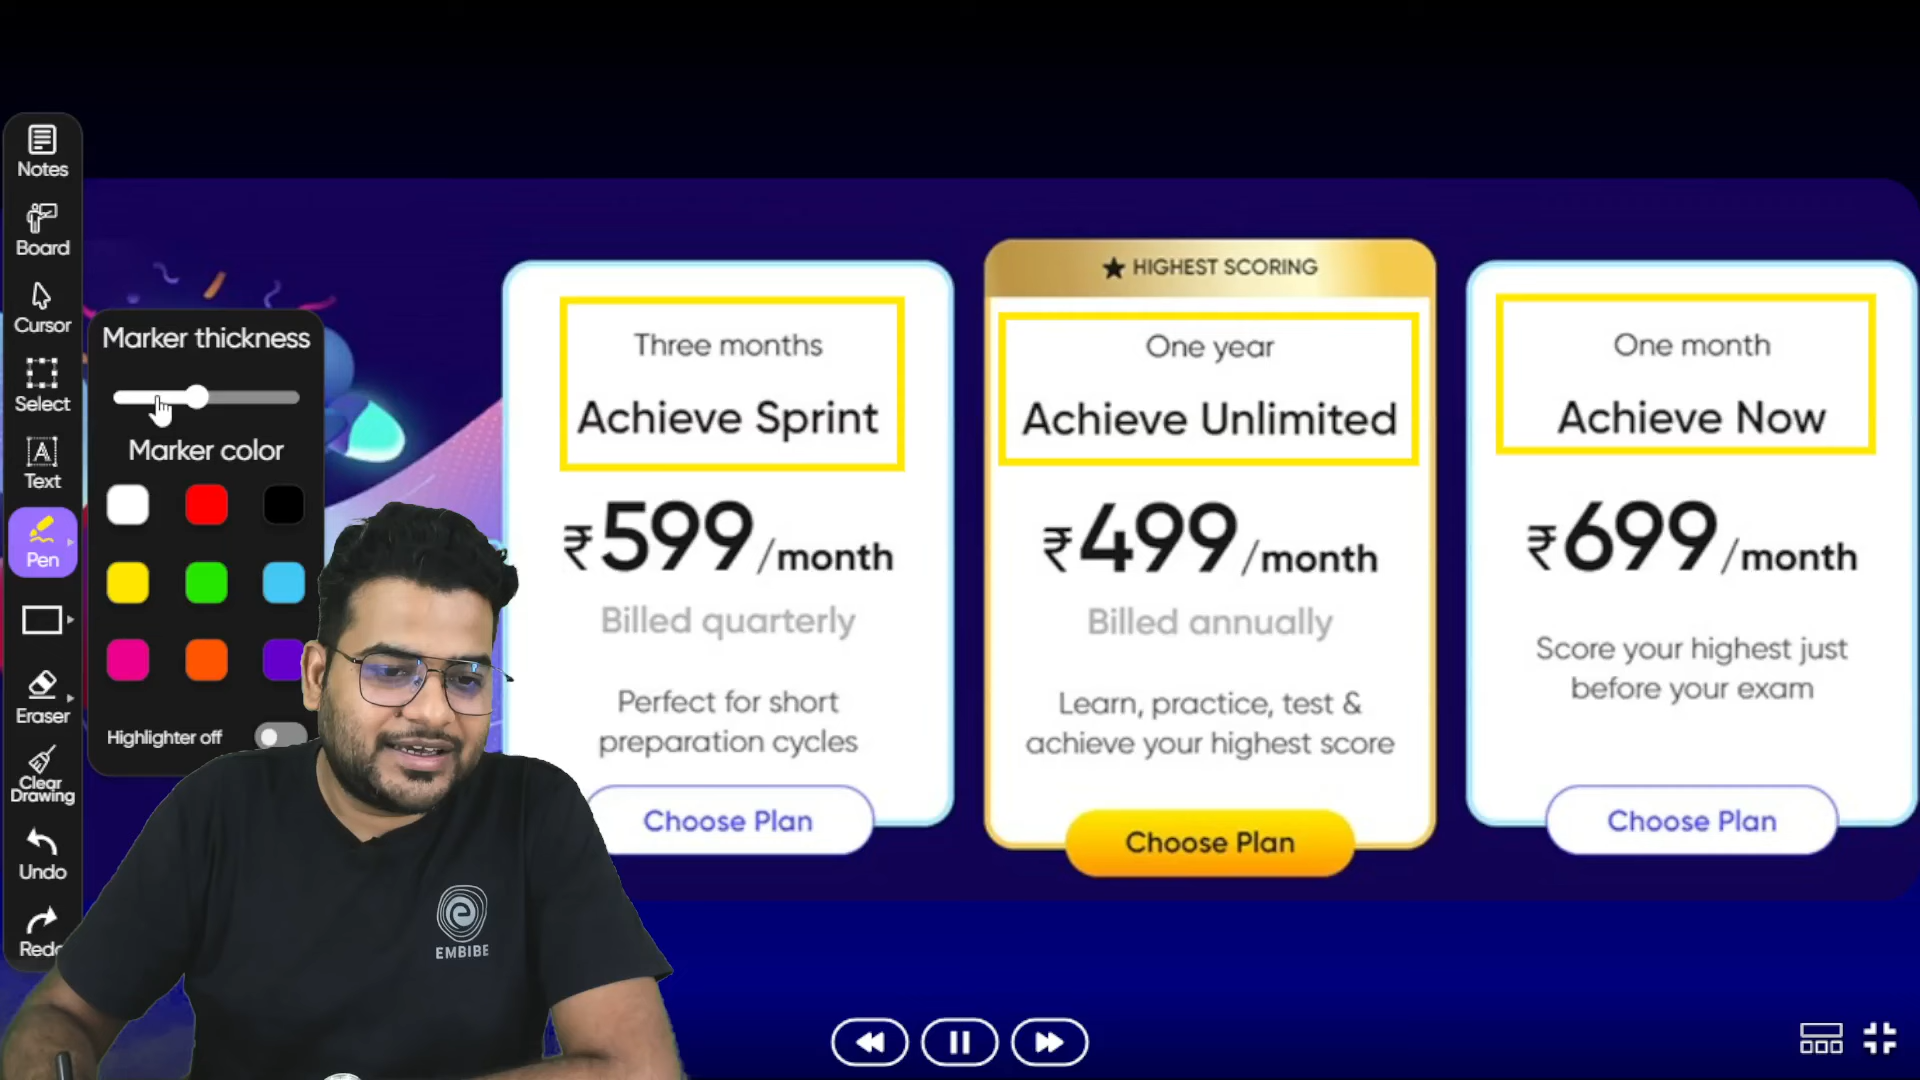 Notes
Board
Cursor
Select
Text
Pen
Eraser
Clear
Drawing
Undo
Redo
Marker thickness
Marker color
Highlighter off
EMBIBE
Three months
Achieve Sprint
₹599/month
Billed quarterly
Perfect for short
preparation cycles
Choose Plan
★ HIGHEST SCORING
One year
Achieve Unlimited
₹499/month
Billed annually
Learn, practice, test &
achieve your highest score
Choose Plan
One month
Achieve Now
₹699/month
Score your highest just
before your exam
Choose Plan